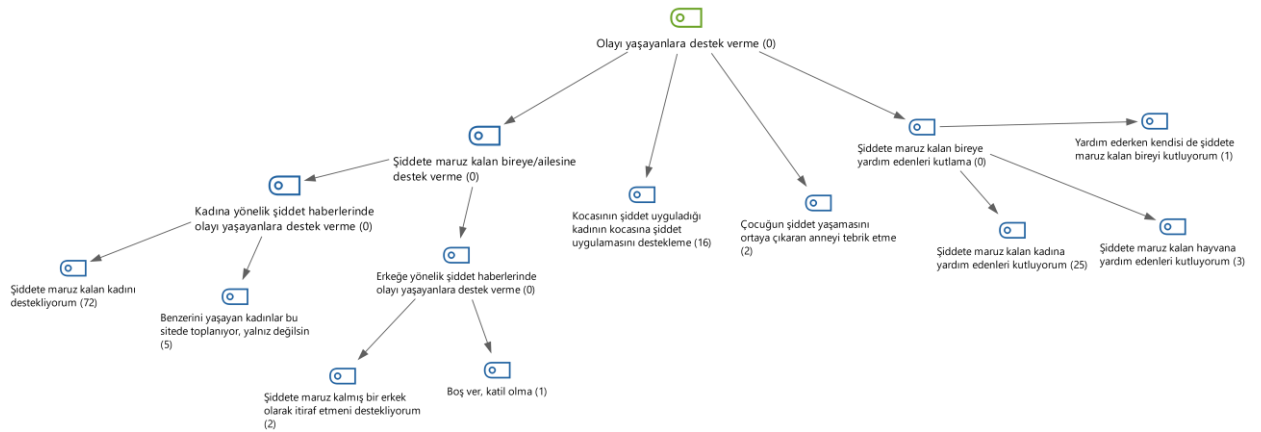 Olayı yaşayanlara destek verme (0)
Şiddete maruz kalan bireye/ailesine
destek verme (0)
Kadına yönelik şiddet haberlerinde
olayı yaşayanlara destek verme (0)
Şiddete maruz kalan kadını
destekliyorum (72)
Benzerini yaşayan kadınlar bu
sitede toplanıyor, yalnız değilsin
(5)
Erkeğe yönelik şiddet haberlerinde
olayı yaşayanlara destek verme (0)
Şiddete maruz kalmış bir erkek
olarak itiraf etmeni destekliyorum
(2)
Boş ver, katil olma (1)
Kocasının şiddet uyguladığı
kadının kocasına şiddet
uygulamasını destekleme (16)
Çocuğun şiddet yaşamasını
ortaya çıkaran anneyi tebrik etme
(2)
Şiddete maruz kalan bireye
yardım edenleri kutlama (0)
Yardım ederken kendisi de şiddete
maruz kalan bireyi kutluyorum (1)
Şiddete maruz kalan kadına
yardım edenleri kutluyorum (25)
Şiddete maruz kalan hayvana
yardım edenleri kutluyorum (3)